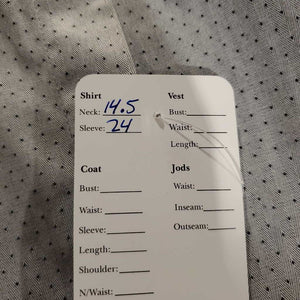 Shirt
Neck: 14.5
Sleeve: 24
Vest
Bust:
Waist:
Length:
Coat
Bust:
Waist:
Sleeve:
Length:
Shoulder:
N/Waist:
Jods
Waist:
Inseam:
Outseam: